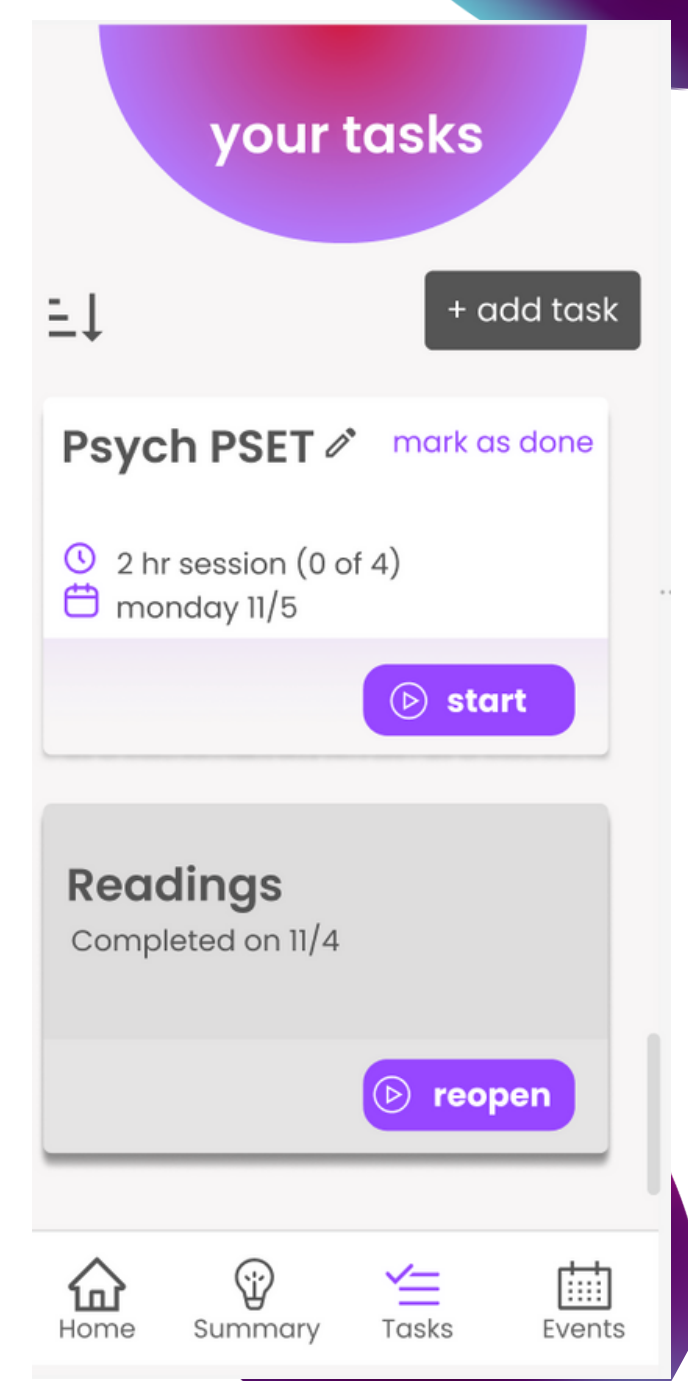 your tasks
+ add task
Psych PSET
mark as done
2 hr session (0 of 4)
monday 11/5
start
Readings
Completed on 11/4
reopen
Home
Summary
Tasks
Events